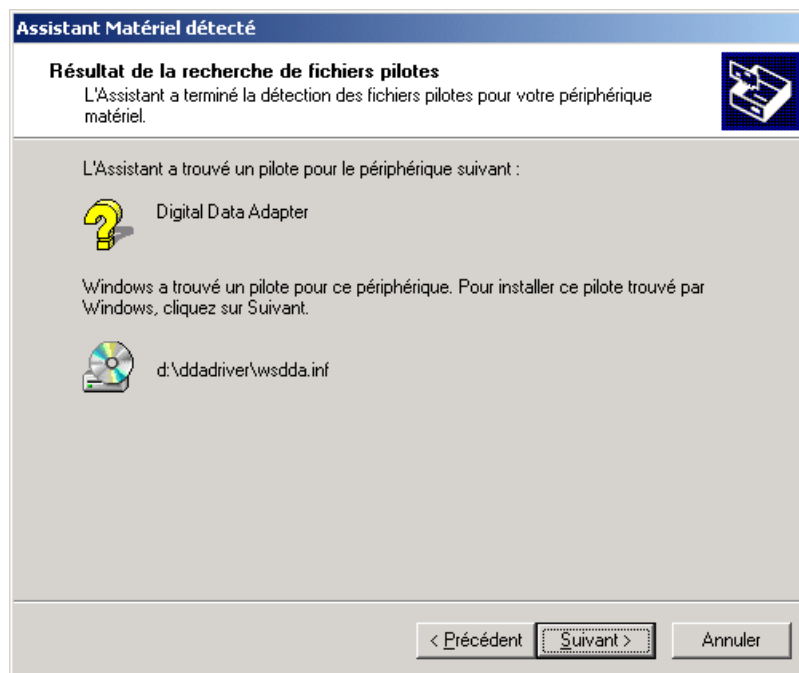 Assistant Matériel détecté
Résultat de la recherche de fichiers pilotes
L'Assistant a terminé la détection des fichiers pilotes pour votre périphérique
matériel.
L'Assistant a trouvé un pilote pour le périphérique suivant :
Digital Data Adapter
Windows a trouvé un pilote pour ce périphérique. Pour installer ce pilote trouvé par
Windows, cliquez sur Suivant.
d:\ddadriver\wsdda.inf
< Précédent Suivant > Annuler